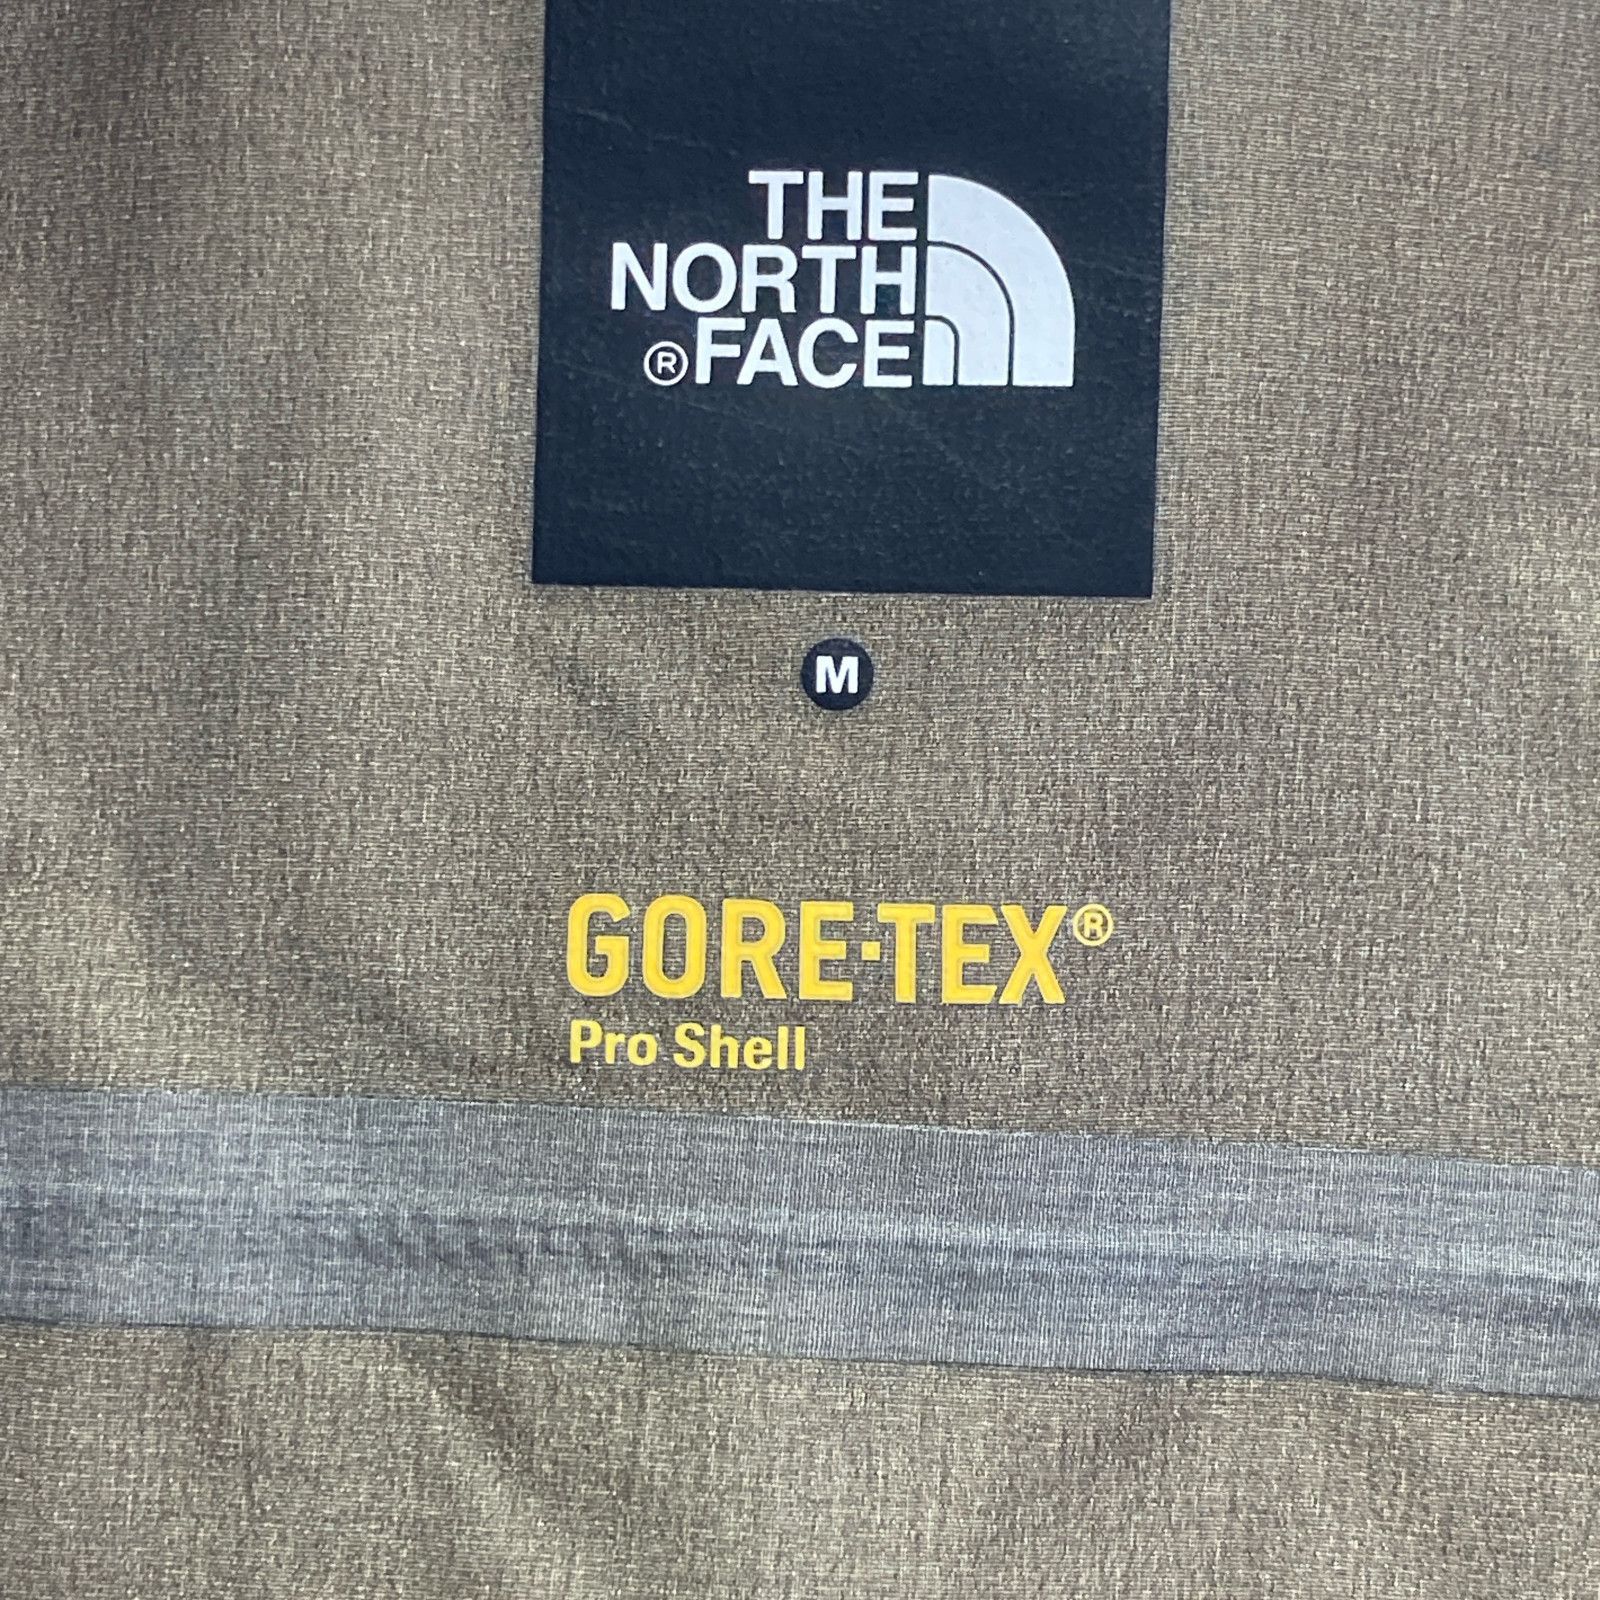 THE
NORTH
®FACE
M
GORE-TEX®
Pro Shell